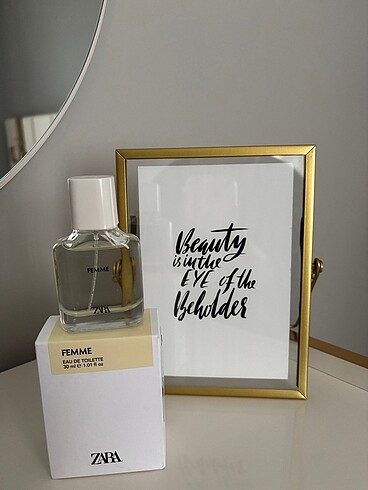 Beauty
is in the
EYE of the
Beholder
FEMME
ZARA
FEMME
EAU DE TOILETTE
30 ml ℮ 1.01 fl oz
ZARA